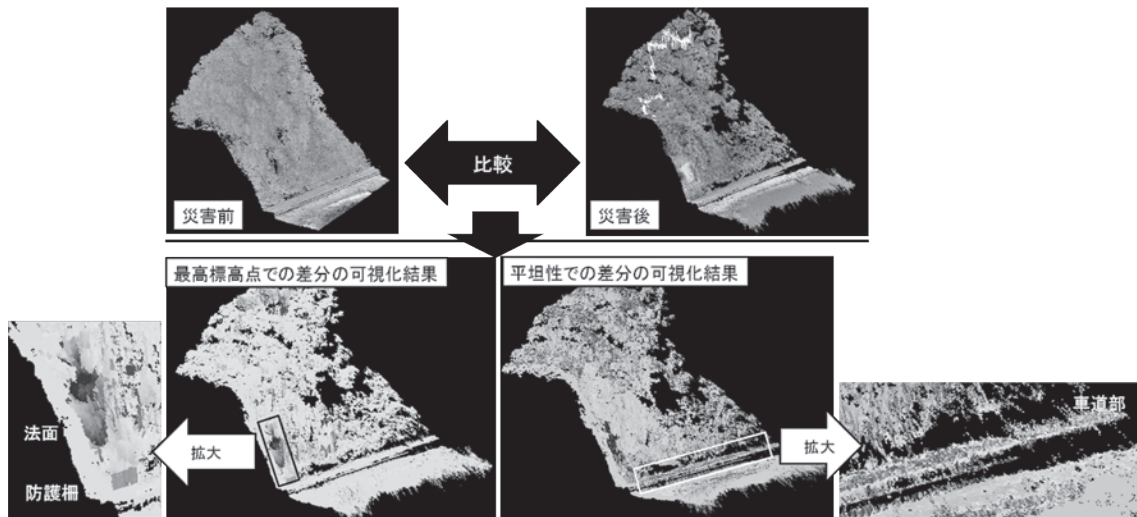 災害前
比較
災害後
最高標高点での差分の可視化結果
平坦性での差分の可視化結果
法面
防護柵
拡大
拡大
車道部